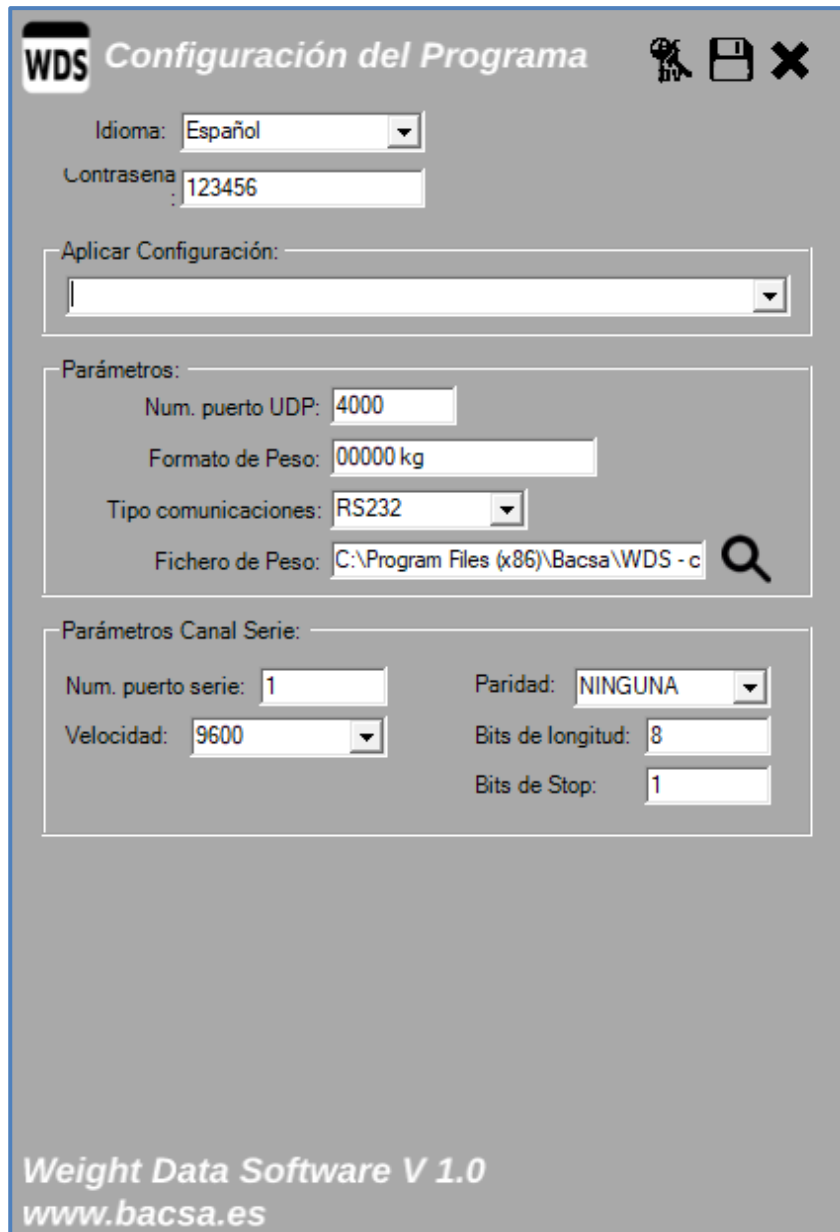 WDS Configuración del Programa
Idioma: Español
Contraseña
: 123456
Aplicar Configuración:
Parámetros:
Num. puerto UDP: 4000
Formato de Peso: 00000 kg
Tipo comunicaciones: RS232
Fichero de Peso: C:\Program Files (x86)\Bacsa\WDS - c
Parámetros Canal Serie:
Num. puerto serie: 1 Paridad: NINGUNA
Velocidad: 9600 Bits de longitud: 8
Bits de Stop: 1
Weight Data Software V 1.0
www.bacsa.es